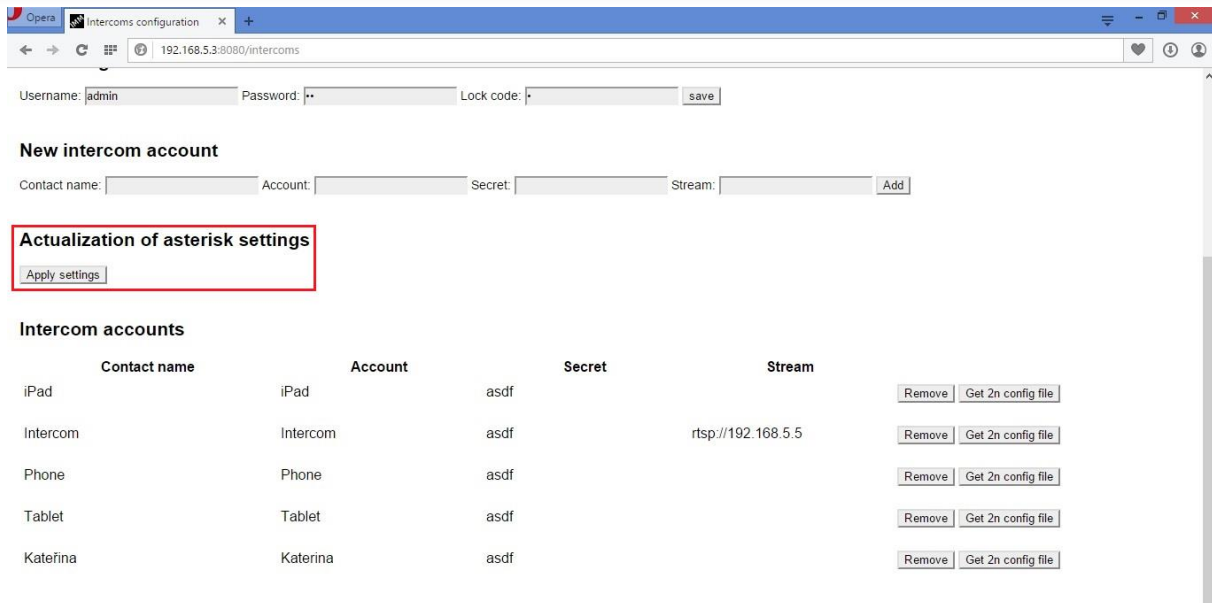 Opera
Intercoms configuration
192.168.5.3:8080/intercoms
Username: admin Password: •• Lock code: • save
New intercom account
Contact name: Account: Secret: Stream: Add
Actualization of asterisk settings
Apply settings
Intercom accounts
Contact name Account Secret Stream
iPad iPad asdf Remove Get 2n config file
Intercom Intercom asdf rtsp://192.168.5.5 Remove Get 2n config file
Phone Phone asdf Remove Get 2n config file
Tablet Tablet asdf Remove Get 2n config file
Kateřina Katerina asdf Remove Get 2n config file